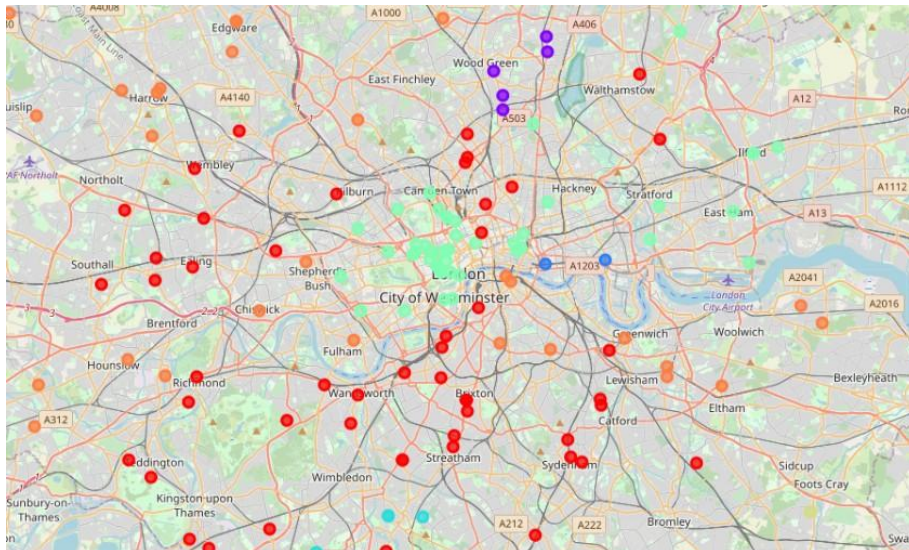 A4008
A1000
A406
Edgware
Main Line
Wood Green
East Finchley
Walthamstow
Harrow
A4140
A12
A503
Wembley
Ilford
Northolt
Camden Town
Hackney
Stratford
A1112
East Ham
A13
Southall
Ealing
Shepherd's
Bush
London
A1203
City of Westminster
London
City Airport
A2041
A2016
Chiswick
Brentford
Greenwich
Woolwich
Fulham
Hounslow
Richmond
Wandsworth
Brixton
Lewisham
Bexleyheath
Eltham
A312
Catford
Teddington
Streatham
Sydenham
Wimbledon
Sidcup
Kingston upon
Thames
Foots Cray
Sunbury-on-
Thames
A212
A222
Bromley